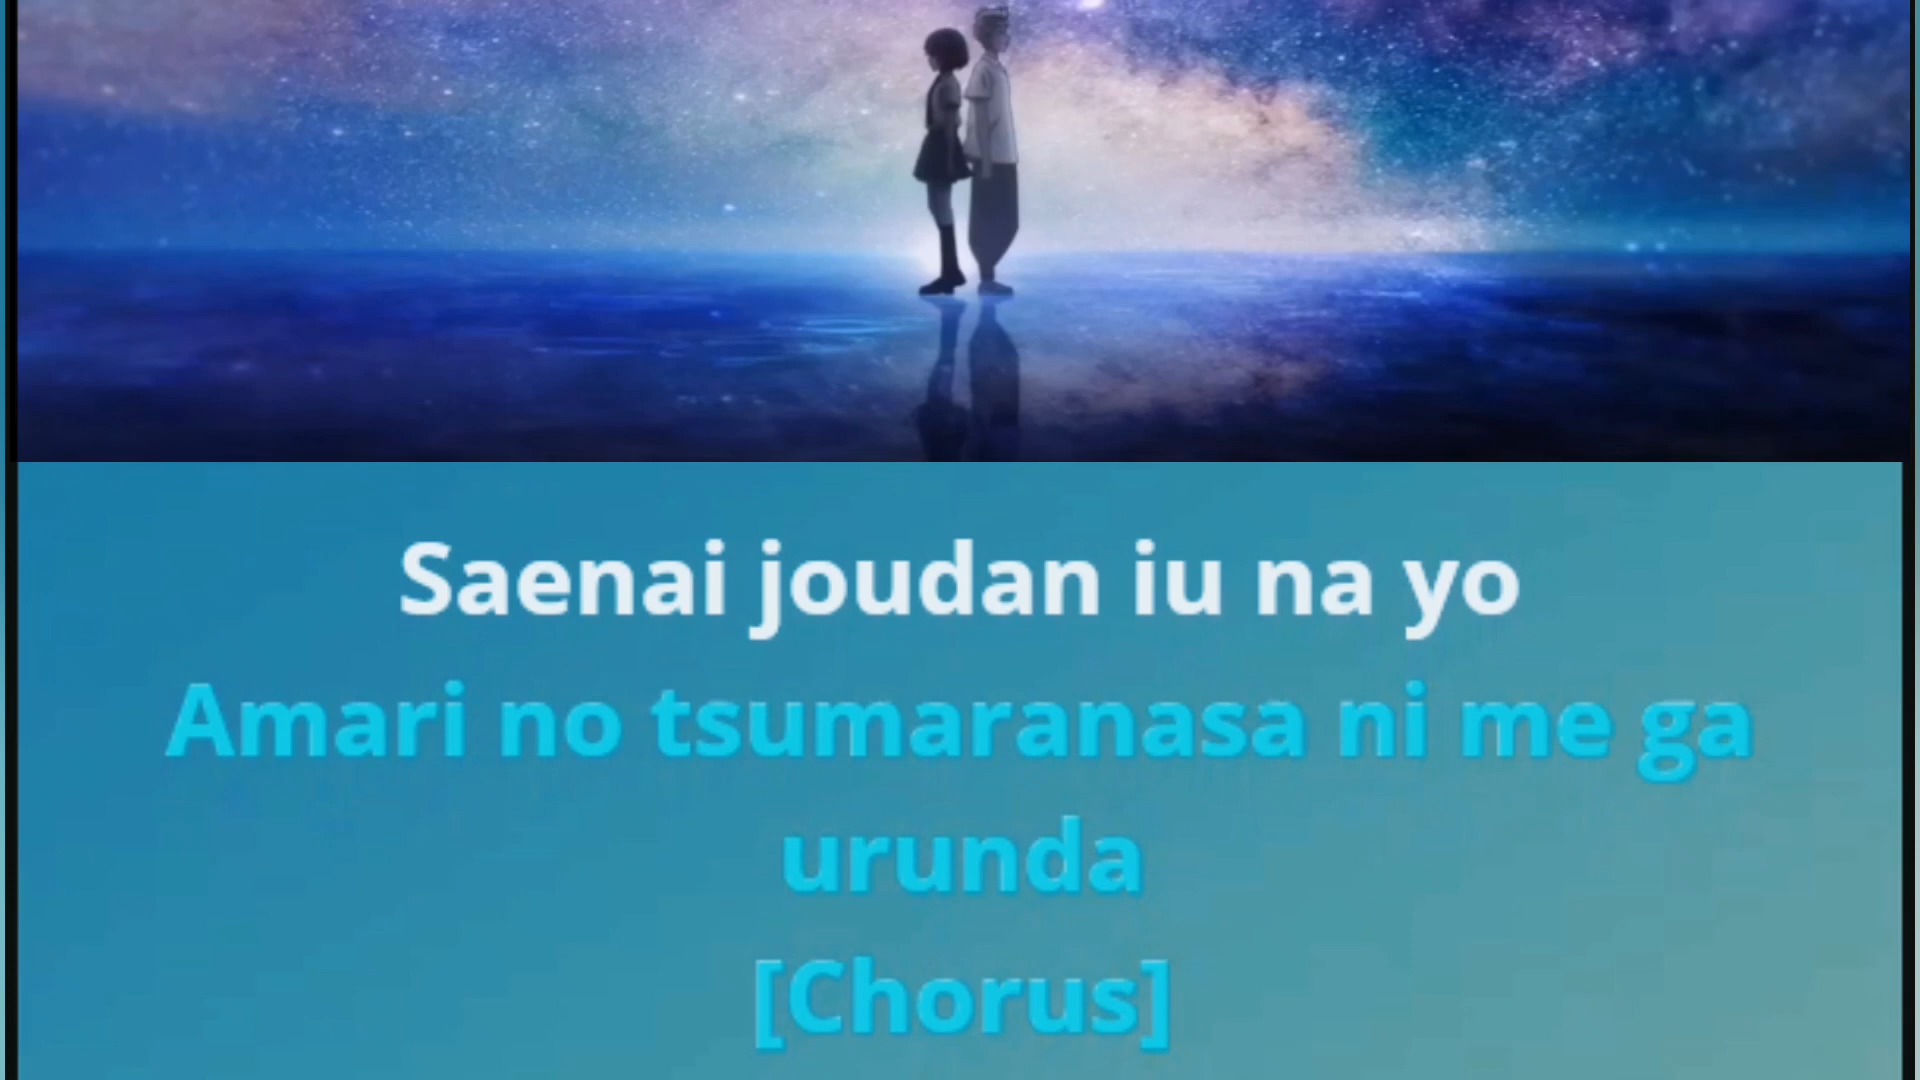 Saenai joudan iu na yo
Amari no tsumaranasa ni me ga
urunda
[Chorus]